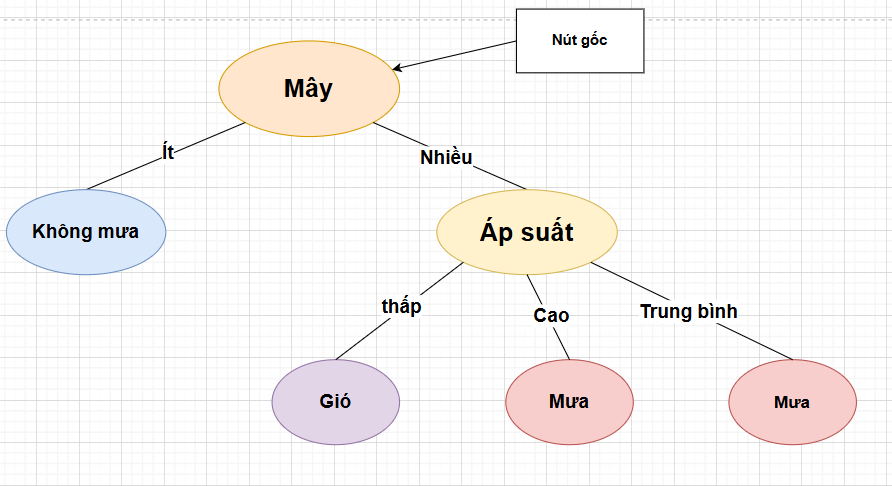 Nút gốc
Mây
Ít
Nhiều
Không mưa
Áp suất
thấp
Cao
Trung bình
Gió
Mưa
Mưa